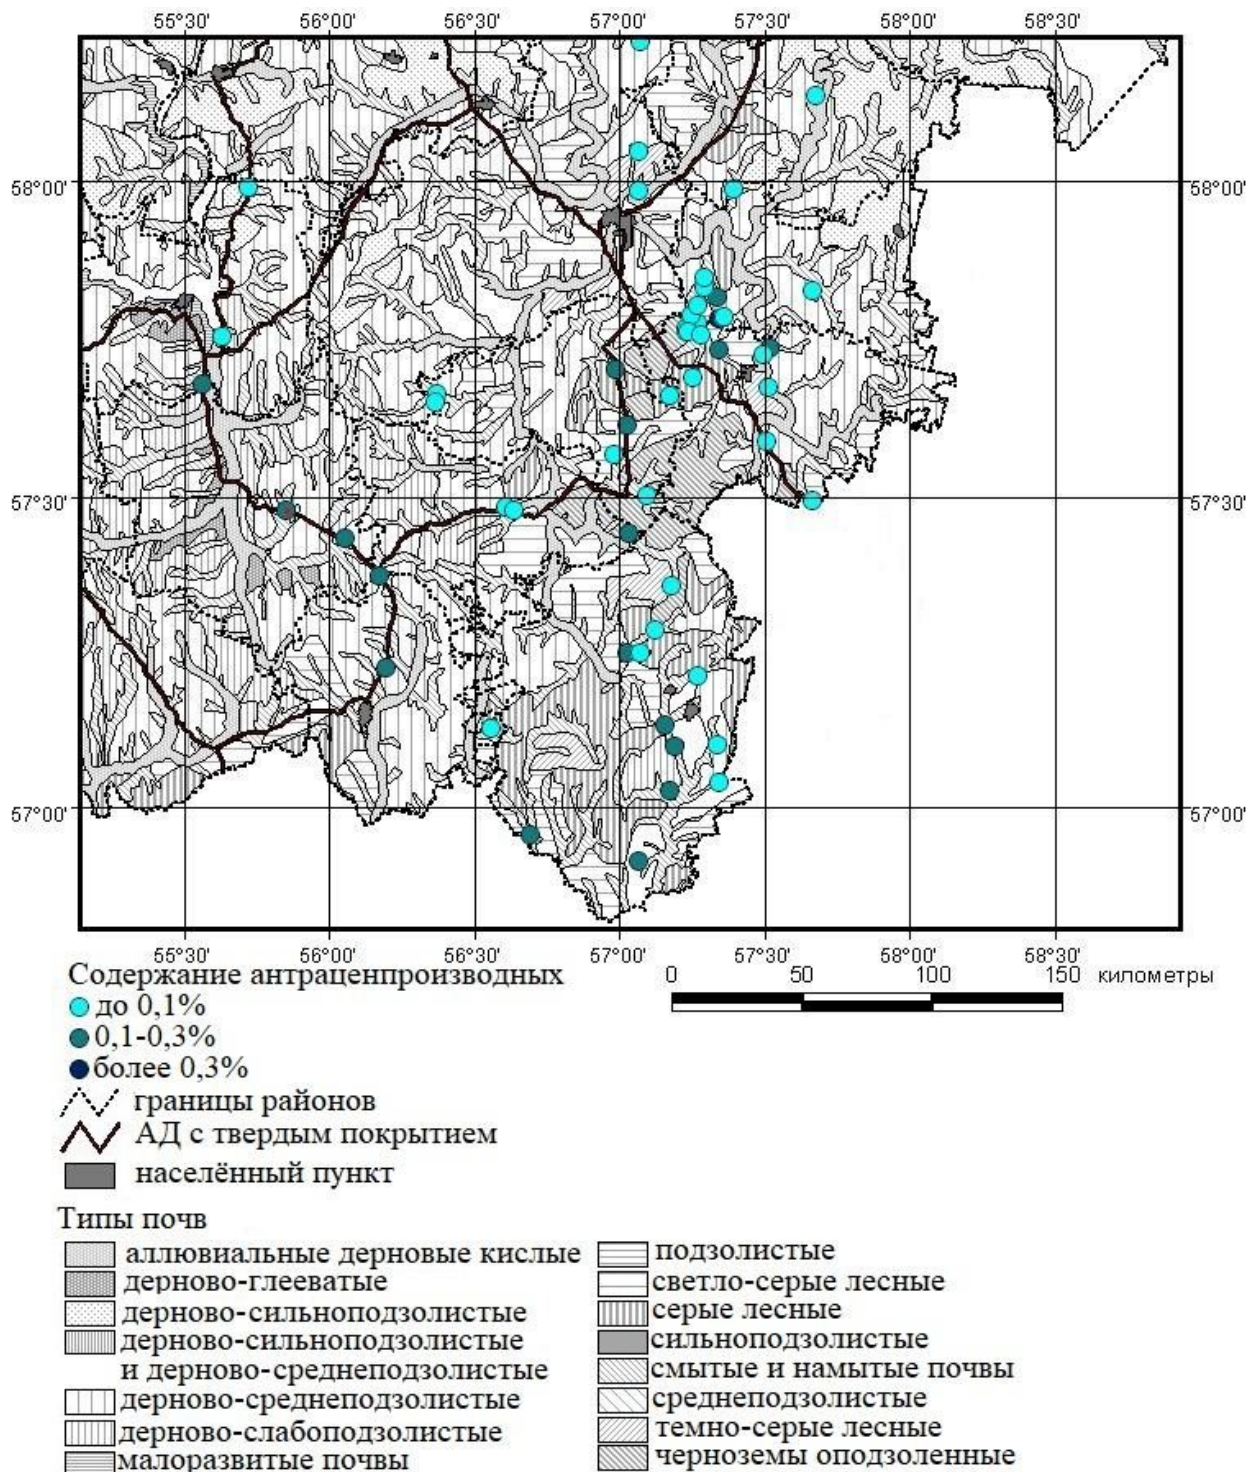 55°30' 56°00' 56°30' 57°00' 57°30' 58°00' 58°30'
58°00' 58°00'
57°30' 57°30'
57°00' 57°00'
55°30' 56°00' 56°30' 57°00' 57°30' 58°00' 58°30'
0 50 100 150 километры
Содержание антраценпроизводных
до 0,1%
0,1-0,3%
более 0,3%
границы районов
АД с твердым покрытием
населённый пункт
Типы почв
аллювиальные дерновые кислые
дерново-глееватые
дерново-сильноподзолистые
дерново-сильноподзолистые
и дерново-среднеподзолистые
дерново-среднеподзолистые
дерново-слабоподзолистые
малоразвитые почвы
подзолистые
светло-серые лесные
серые лесные
сильноподзолистые
смытые и намытые почвы
среднеподзолистые
темно-серые лесные
черноземы оподзоленные